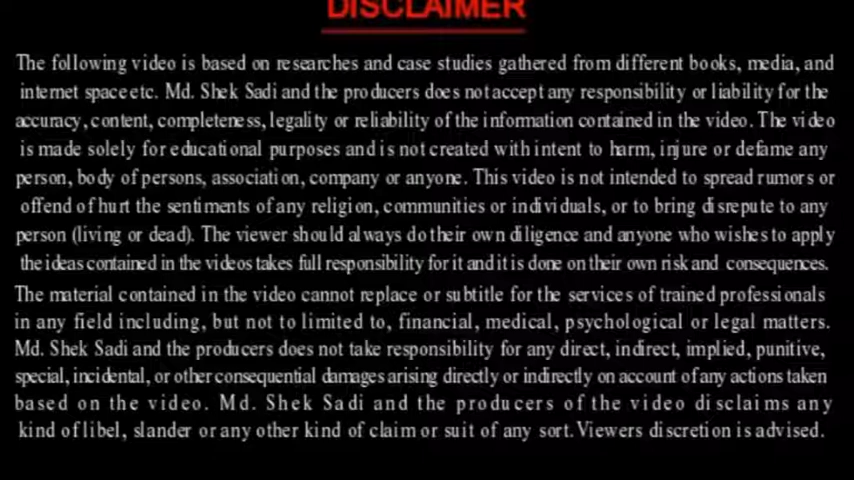 DISCLAIMER
The following video is based on researches and case studies gathered from different books, media, and
internet space etc. Md. Shek Sadi and the producers does not accept any responsibility or liability for the
accuracy, content, completeness, legality or reliability of the information contained in the video. The video
is made solely for educational purposes and is not created with intent to harm, injure or defame any
person, body of persons, association, company or anyone. This video is not intended to spread rumors or
offend of hurt the sentiments of any religion, communities or individuals, or to bring disrepute to any
person (living or dead). The viewer should always do their own diligence and anyone who wishes to apply
the ideas contained in the videos takes full responsibility for it and it is done on their own risk and consequences.
The material contained in the video cannot replace or subtitle for the services of trained professionals
in any field including, but not to limited to, financial, medical, psychological or legal matters.
Md. Shek Sadi and the producers does not take responsibility for any direct, indirect, implied, punitive,
special, incidental, or other consequential damages arising directly or indirectly on account of any actions taken
based on the video. Md. Shek Sadi and the producers of the video disclaims any
kind of libel, slander or any other kind of claim or suit of any sort. Viewers discretion is advised.